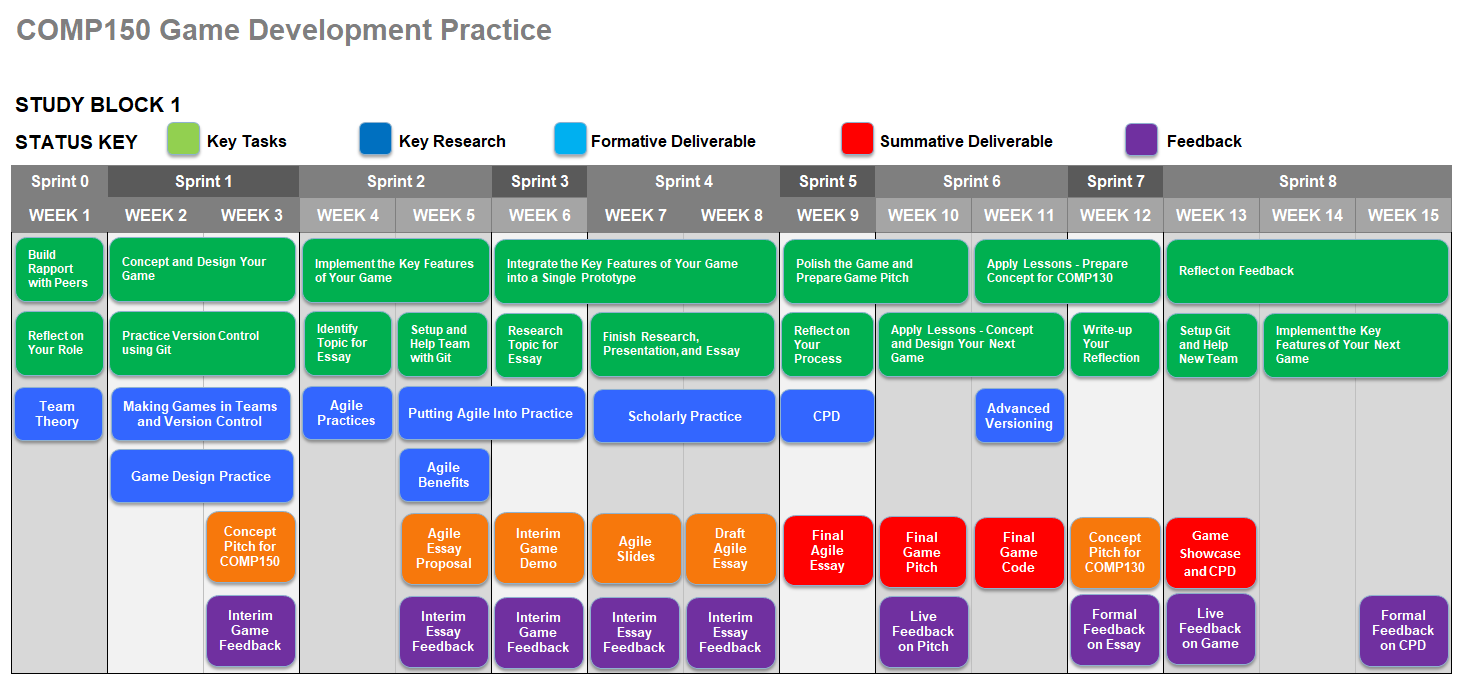 COMP150 Game Development Practice
STUDY BLOCK 1
STATUS KEY
Key Tasks
Key Research
Formative Deliverable
Summative Deliverable
Feedback
Sprint 0
Sprint 1
Sprint 2
Sprint 3
Sprint 4
Sprint 5
Sprint 6
Sprint 7
Sprint 8
WEEK 1
WEEK 2
WEEK 3
WEEK 4
WEEK 5
WEEK 6
WEEK 7
WEEK 8
WEEK 9
WEEK 10
WEEK 11
WEEK 12
WEEK 13
WEEK 14
WEEK 15
Build
Rapport
with Peers
Concept and Design Your
Game
Implement the Key Features
of Your Game
Integrate the Key Features of Your Game
into a Single Prototype
Polish the Game and
Prepare Game Pitch
Apply Lessons - Prepare
Concept for COMP130
Reflect on Feedback
Reflect on
Your Role
Practice Version Control
using Git
Identify
Topic for
Essay
Setup and
Help Team
with Git
Research
Topic for
Essay
Finish Research,
Presentation, and Essay
Reflect on
Your
Process
Apply Lessons - Concept
and Design Your Next
Game
Write-up
Your
Reflection
Setup Git
and Help
New Team
Implement the Key
Features of Your Next
Game
Team
Theory
Making Games in Teams
and Version Control
Agile
Practices
Putting Agile Into Practice
Scholarly Practice
CPD
Advanced
Versioning
Game Design Practice
Agile
Benefits
Concept
Pitch for
COMP150
Agile
Essay
Proposal
Interim
Game
Demo
Agile
Slides
Draft
Agile
Essay
Final
Agile
Essay
Final
Game
Pitch
Final
Game
Code
Concept
Pitch for
COMP130
Game
Showcase
and CPD
Interim
Game
Feedback
Interim
Essay
Feedback
Interim
Game
Feedback
Interim
Essay
Feedback
Interim
Essay
Feedback
Live
Feedback
on Pitch
Formal
Feedback
on Essay
Live
Feedback
on Game
Formal
Feedback
on CPD